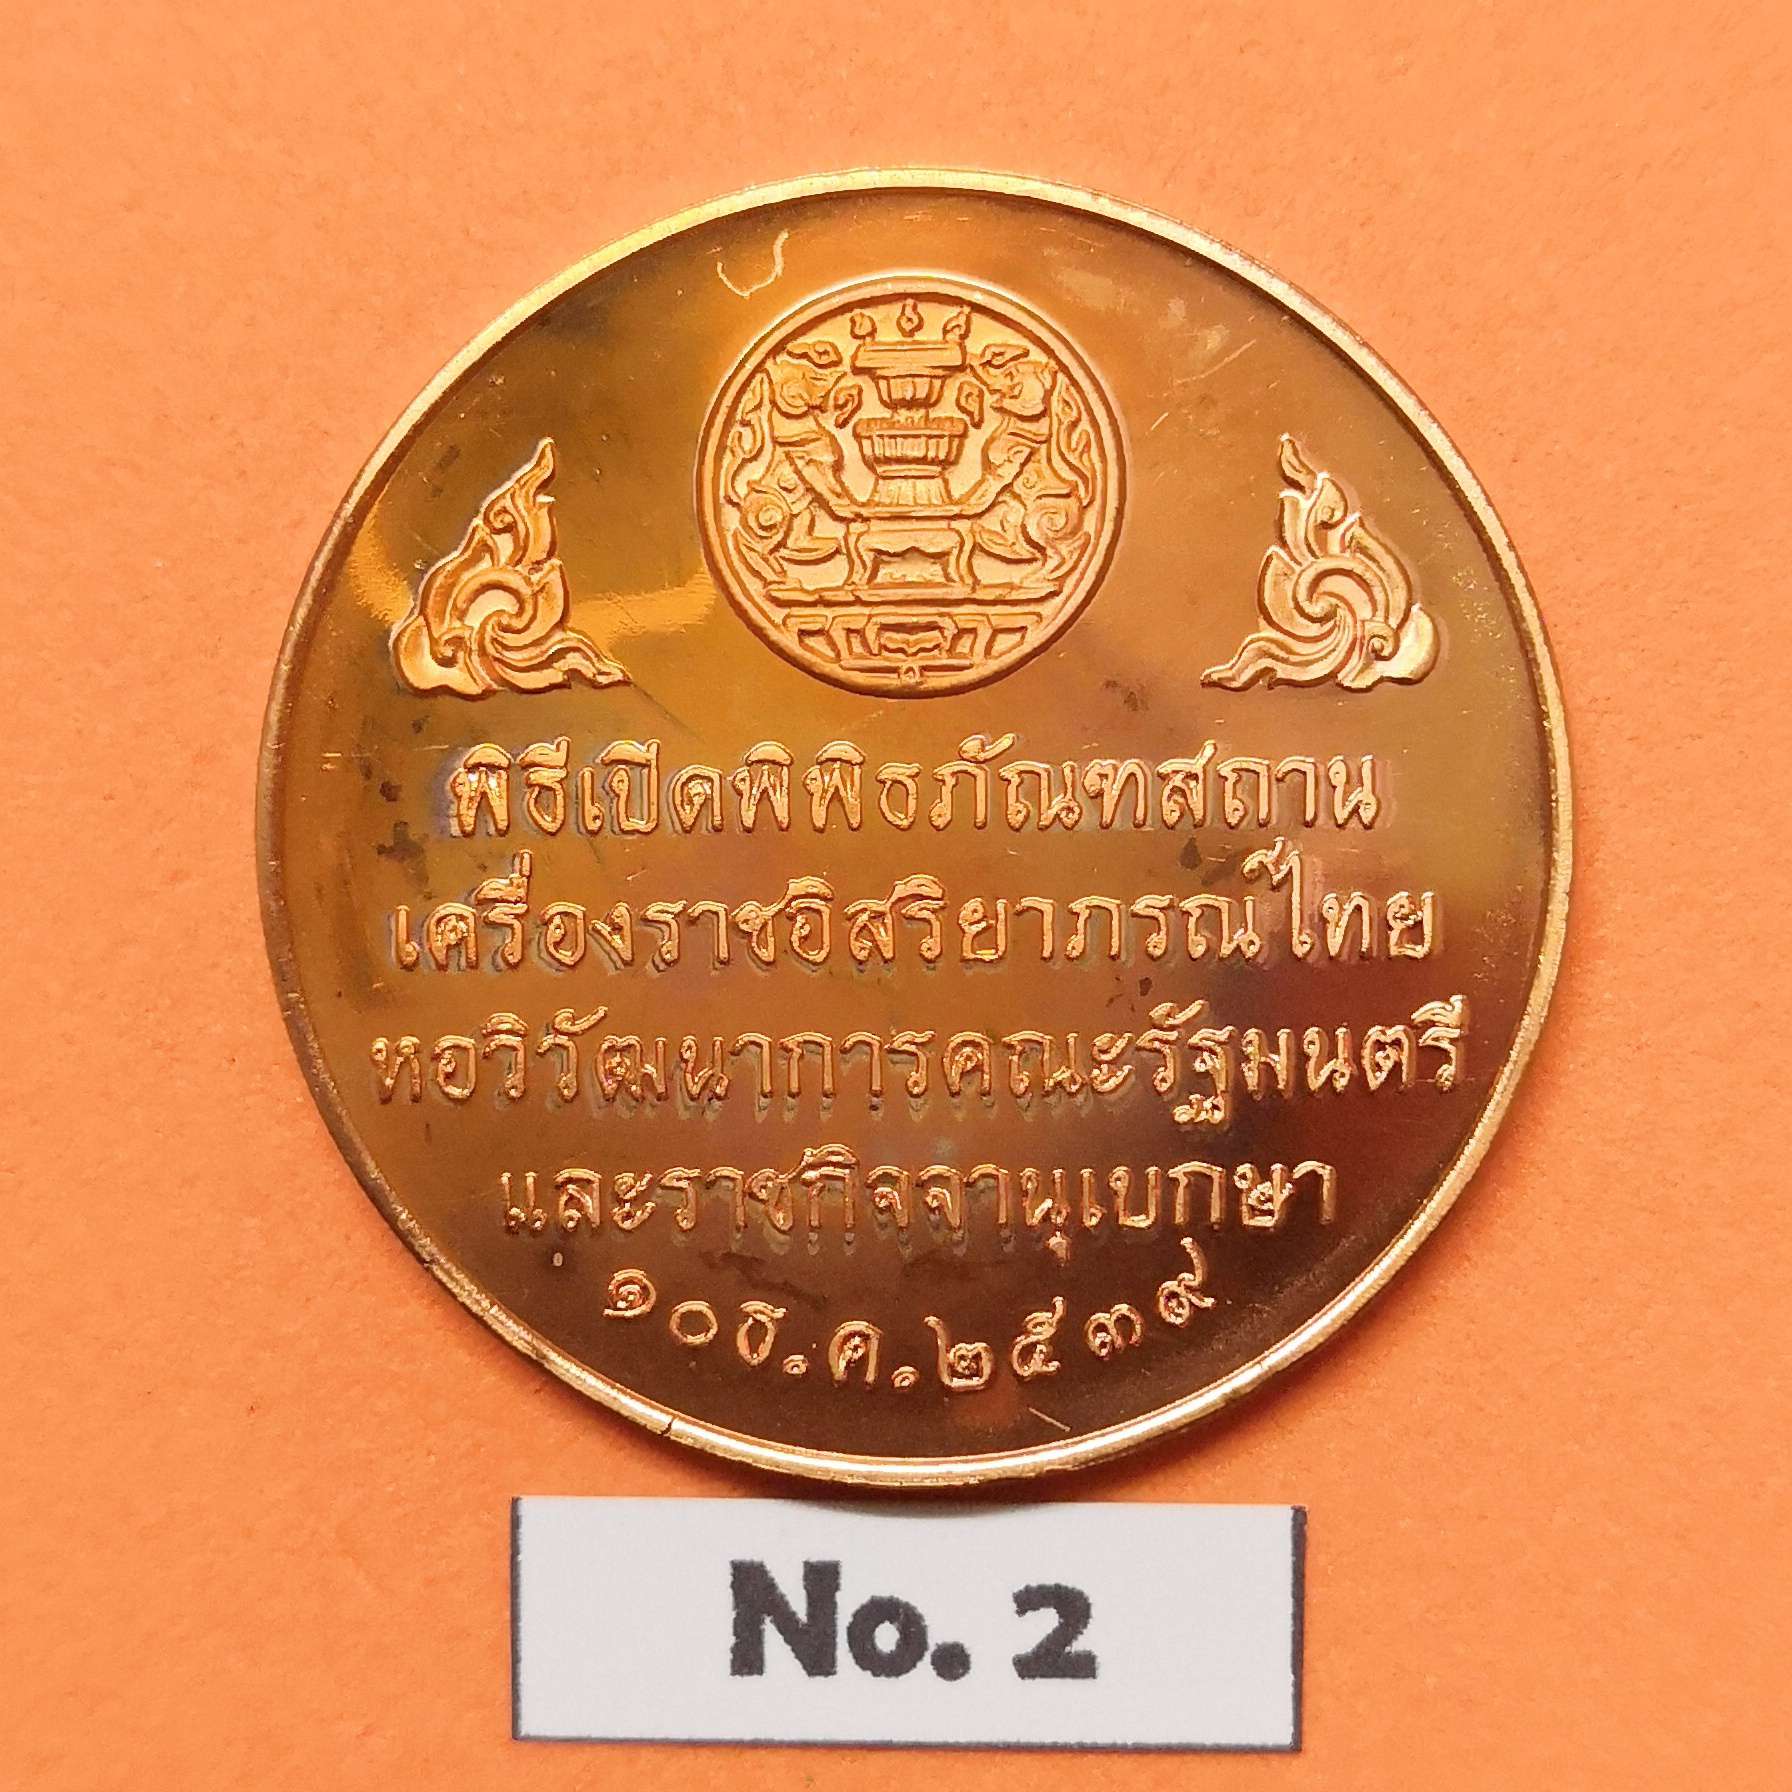 พิธีเปิดพิพิธภัณฑสถาน
เครื่องราชอิสริยาภรณ์ไทย
หอวิวัฒนาการคณะรัฐมนตรี
และราชกิจจานุเบกษา
๑๐ธ.ค.๒๕๓๙
No. 2